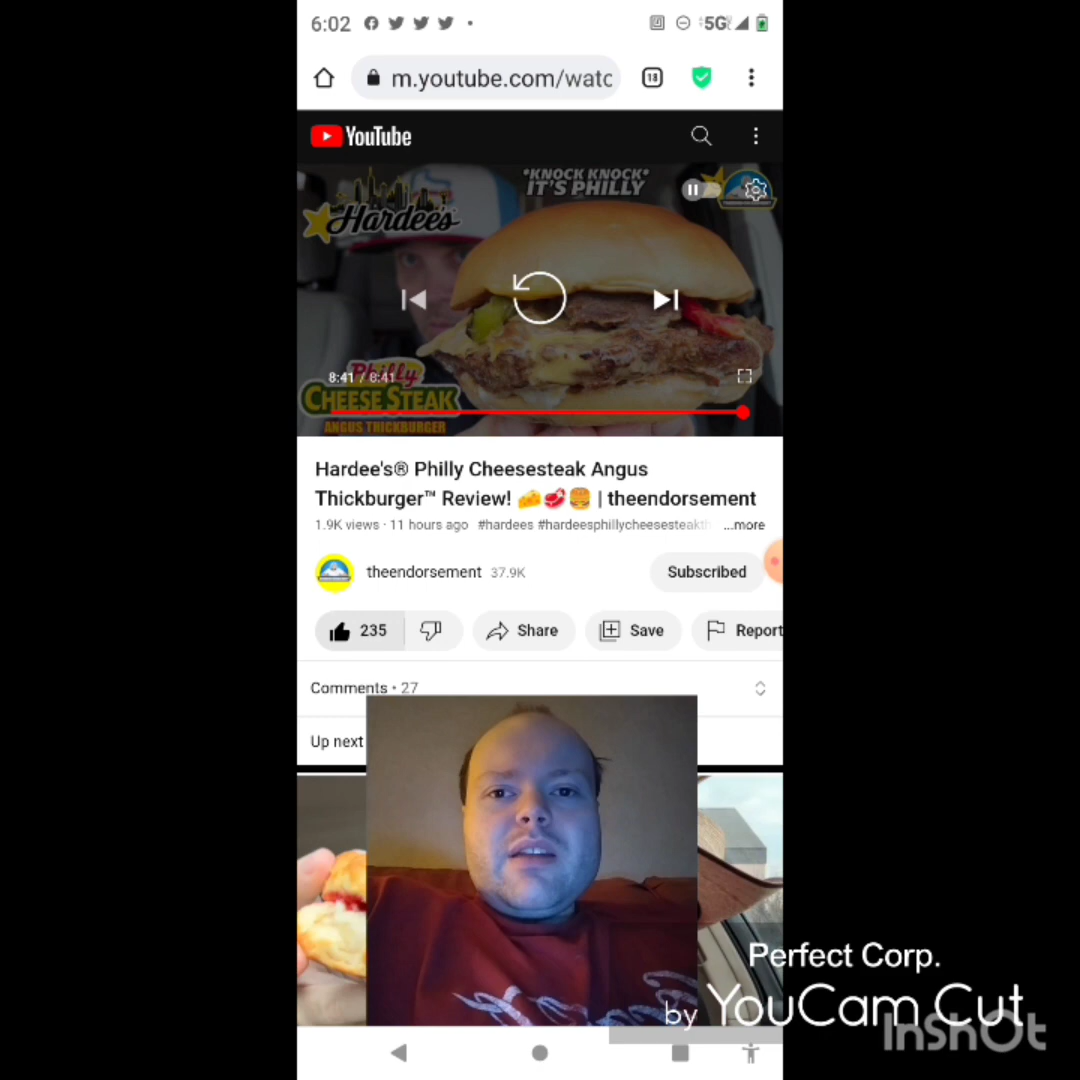 6:02
5G
m.youtube.com/watc
18
YouTube
*KNOCK KNOCK*
IT'S PHILLY
Hardee's
8:41 / 8:41
Philly
CHEESE STEAK
ANGUS THICKBURGER
Hardee's® Philly Cheesesteak Angus
Thickburger™ Review! 🧀🥩🍔 | theendorsement
1.9K views · 11 hours ago #hardees #hardeesphillycheesesteakth ...more
theendorsement 37.9K
Subscribed
235
Share
Save
Report
Comments • 27
Up next
Perfect Corp.
by YouCam Cut
InShOt